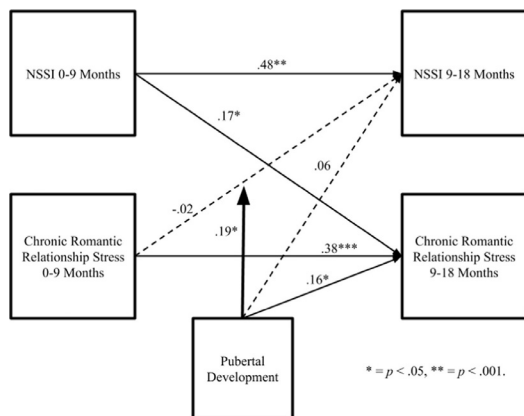 NSSI 0-9 Months
.48**
NSSI 9-18 Months
.17*
.06
-.02
.19*
Chronic Romantic
Relationship Stress
0-9 Months
.38***
Chronic Romantic
Relationship Stress
9-18 Months
.16*
Pubertal
Development
* = p < .05, ** = p < .001.